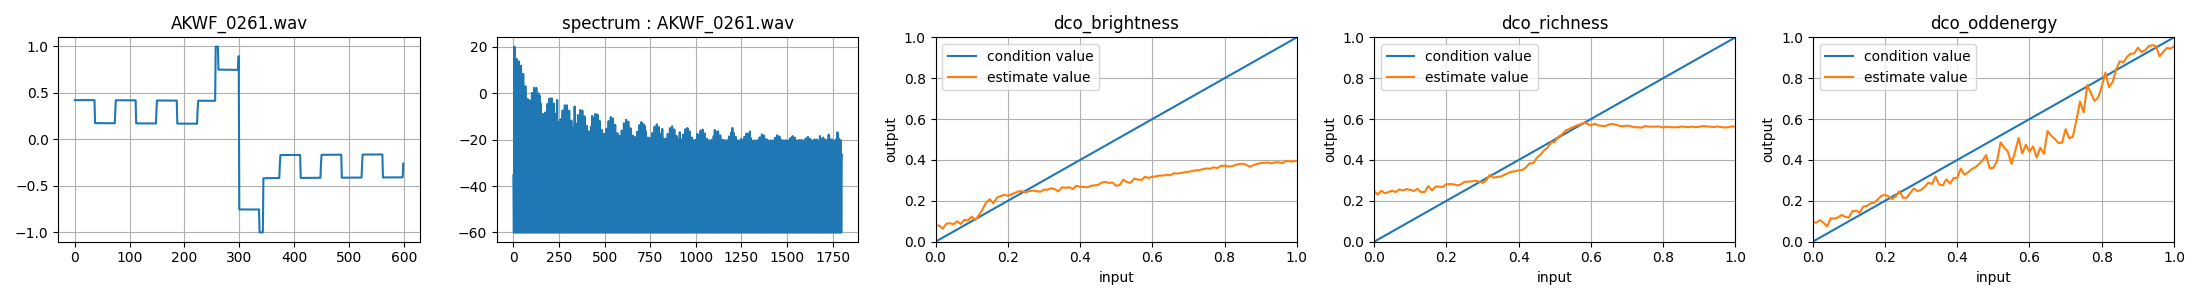 AKWF_0261.wav
1.0
0.5
0.0
−0.5
−1.0
0 100 200 300 400 500 600
spectrum : AKWF_0261.wav
20
0
−20
−40
−60
0 250 500 750 1000 1250 1500 1750
dco_brightness
condition value
estimate value
output
1.0
0.8
0.6
0.4
0.2
0.0
0.0 0.2 0.4 0.6 0.8 1.0
input
dco_richness
condition value
estimate value
output
1.0
0.8
0.6
0.4
0.2
0.0
0.0 0.2 0.4 0.6 0.8 1.0
input
dco_oddenergy
condition value
estimate value
output
1.0
0.8
0.6
0.4
0.2
0.0
0.0 0.2 0.4 0.6 0.8 1.0
input